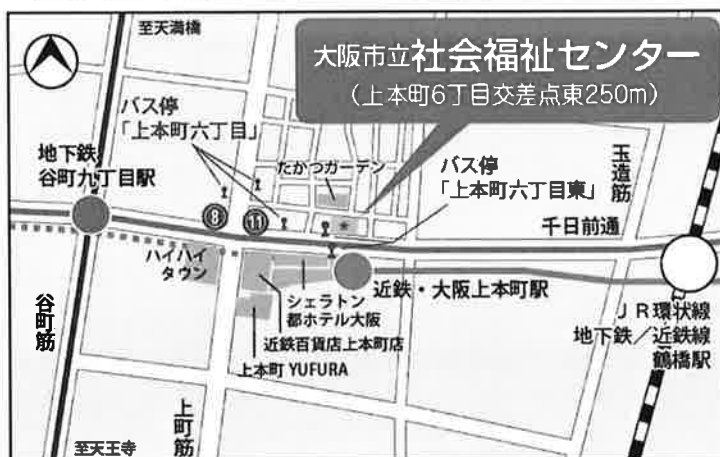 至天満橋
大阪市立社会福祉センター
(上本町6丁目交差点東250m)
バス停
「上本町六丁目」
地下鉄
谷町九丁目駅
たかつガーデン
バス停
「上本町六丁目東」
玉造筋
⑧
⑪
千日前通
ハイハイ
タウン
シェラトン
都ホテル大阪
近鉄・大阪上本町駅
近鉄百貨店上本町店
上本町 YUFURA
JR環状線
地下鉄/近鉄線
鶴橋駅
谷町筋
上町筋
至天王寺